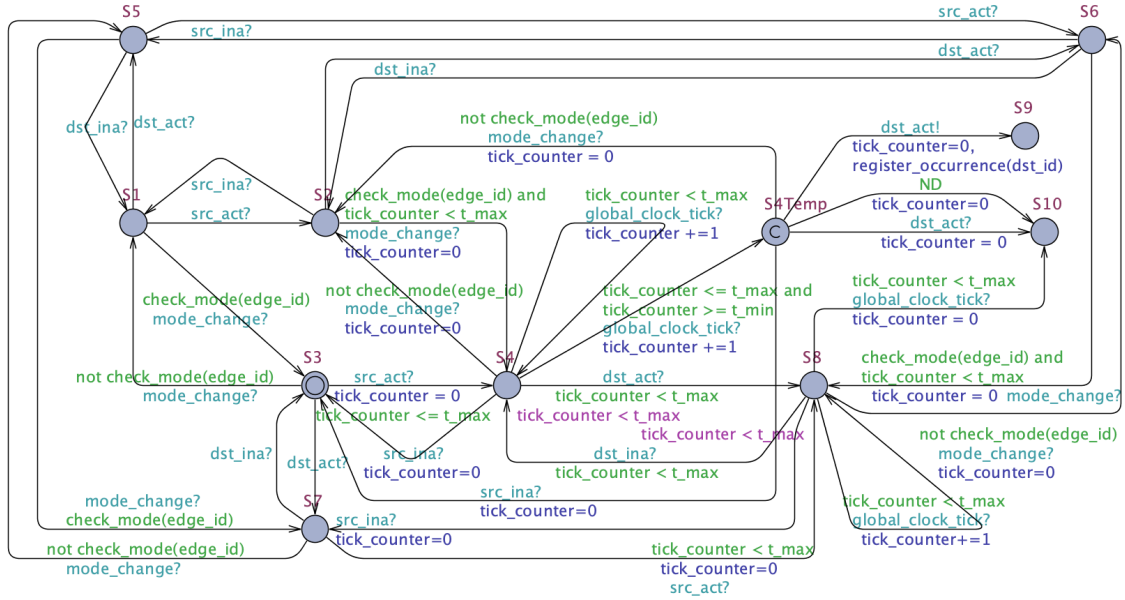 S5
S6
src_act?
src_ina?
dst_act?
dst_ina?
S9
not check_mode(edge_id)
mode_change?
tick_counter = 0
dst_act!
tick_counter=0,
register_occurrence(dst_id)
dst_ina?
dst_act?
ND
S1
src_ina?
S2
check_mode(edge_id) and
tick_counter < t_max
mode_change?
tick_counter=0
tick_counter < t_max
global_clock_tick?
tick_counter +=1
S4Temp
C
tick_counter=0
S10
src_act?
dst_act?
tick_counter = 0
check_mode(edge_id)
mode_change?
not check_mode(edge_id)
mode_change?
tick_counter=0
tick_counter <= t_max and
tick_counter >= t_min
global_clock_tick?
tick_counter +=1
tick_counter < t_max
global_clock_tick?
tick_counter = 0
S3
S4
S8
not check_mode(edge_id)
mode_change?
src_act?
tick_counter = 0
tick_counter <= t_max
dst_act?
tick_counter < t_max
tick_counter < t_max
tick_counter < t_max
check_mode(edge_id) and
tick_counter < t_max
tick_counter = 0
mode_change?
dst_ina?
dst_act?
src_ina?
tick_counter=0
dst_ina?
tick_counter < t_max
not check_mode(edge_id)
mode_change?
tick_counter=0
src_ina?
tick_counter=0
mode_change?
check_mode(edge_id)
S7
src_ina?
tick_counter=0
tick_counter < t_max
global_clock_tick?
tick_counter+=1
not check_mode(edge_id)
mode_change?
tick_counter < t_max
tick_counter=0
src_act?